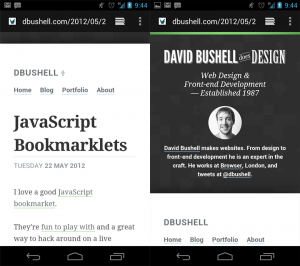 dbushell.com/2012/05/2
9:44
DBUSHELL
Home Blog Portfolio About
JavaScript
Bookmarklets
TUESDAY 22 MAY 2012
I love a good JavaScript
bookmarket.
They're fun to play with and a great
way to hack around on a live
dbushell.com/2012/05/2
9:44
DAVID BUSHELL does DESIGN
Web Design &
Front-end Development
— Established 1987
David Bushell makes websites. From design to
front-end development he is an expert in the
craft. He works at Browser, London, and
tweets at @dbushell.
DBUSHELL
Home Blog Portfolio About